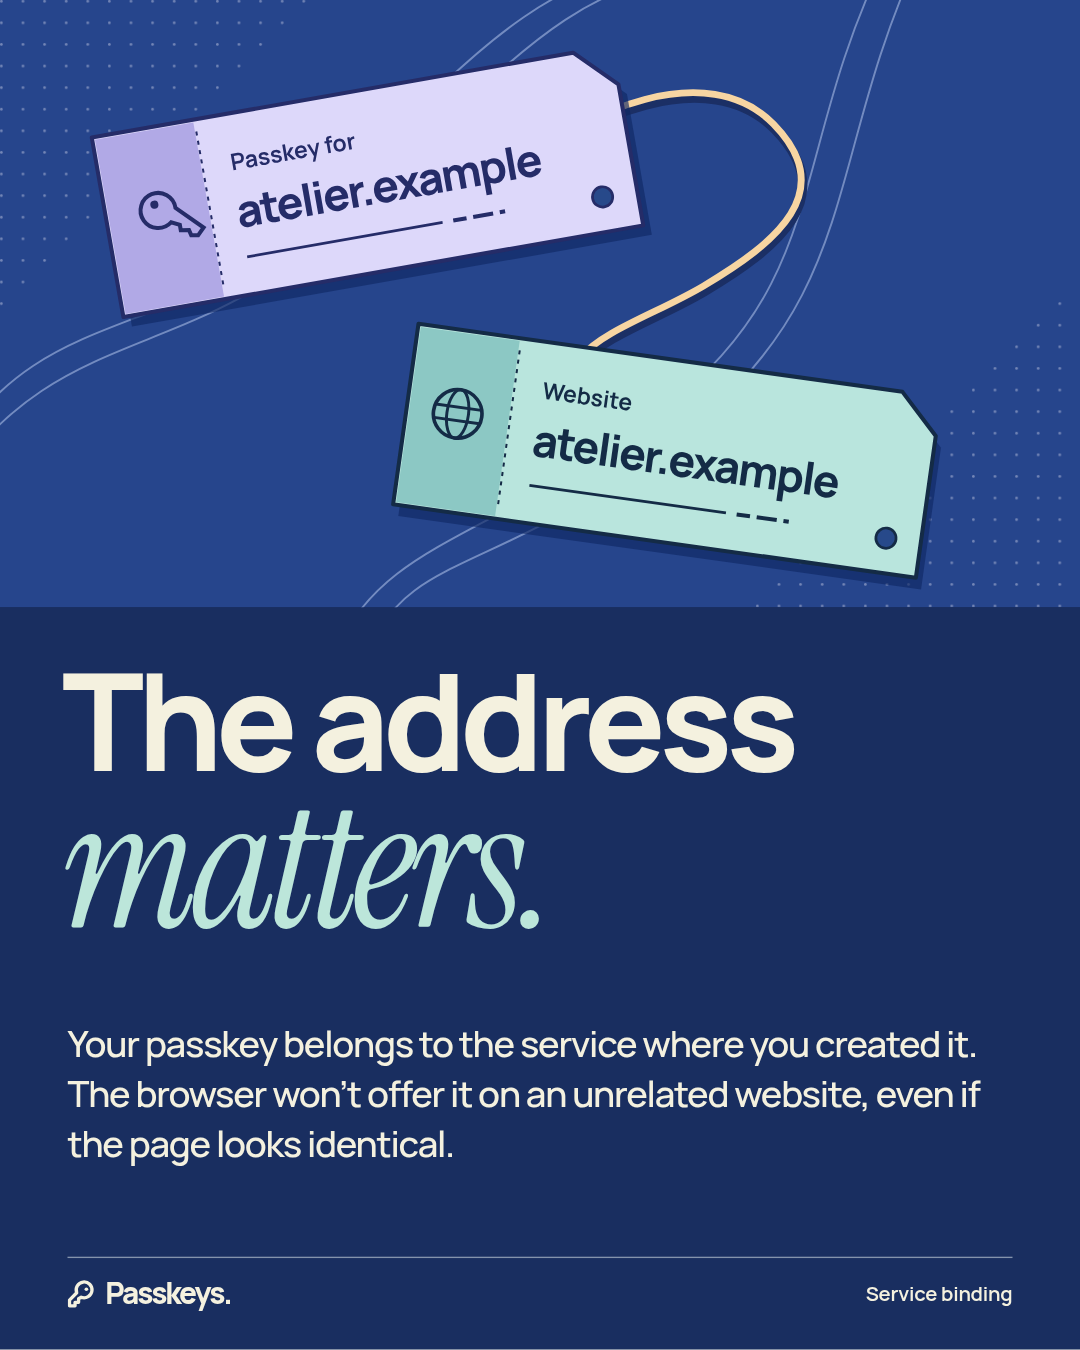 Passkey for
atelier.example
Website
atelier.example
The address
matters.
Your passkey belongs to the service where you created it.
The browser won’t offer it on an unrelated website, even if
the page looks identical.
Passkeys.
Service binding